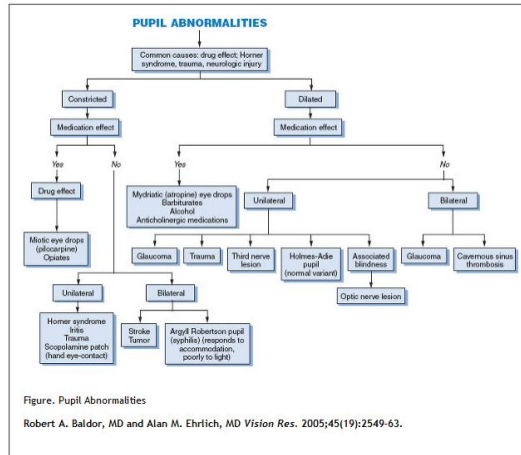 PUPIL ABNORMALITIES
Common causes: drug effect; Horner
syndrome, trauma, neurologic injury
Constricted
Dilated
Medication effect
Medication effect
Yes
No
Yes
No
Drug effect
Mydriatic (atropine) eye drops
Barbiturates
Alcohol
Anticholinergic medications
Unilateral
Bilateral
Miotic eye drops
(pilocarpine)
Opiates
Glaucoma
Trauma
Third nerve
lesion
Holmes-Adie
pupil
(normal variant)
Associated
blindness
Glaucoma
Cavernous sinus
thrombosis
Optic nerve lesion
Unilateral
Bilateral
Horner syndrome
Iritis
Trauma
Scopolamine patch
(hand eye-contact)
Stroke
Tumor
Argyll Robertson pupil
(syphilis) (responds to
accommodation,
poorly to light)
Figure. Pupil Abnormalities
Robert A. Baldor, MD and Alan M. Ehrlich, MD Vision Res. 2005;45(19):2549-63.